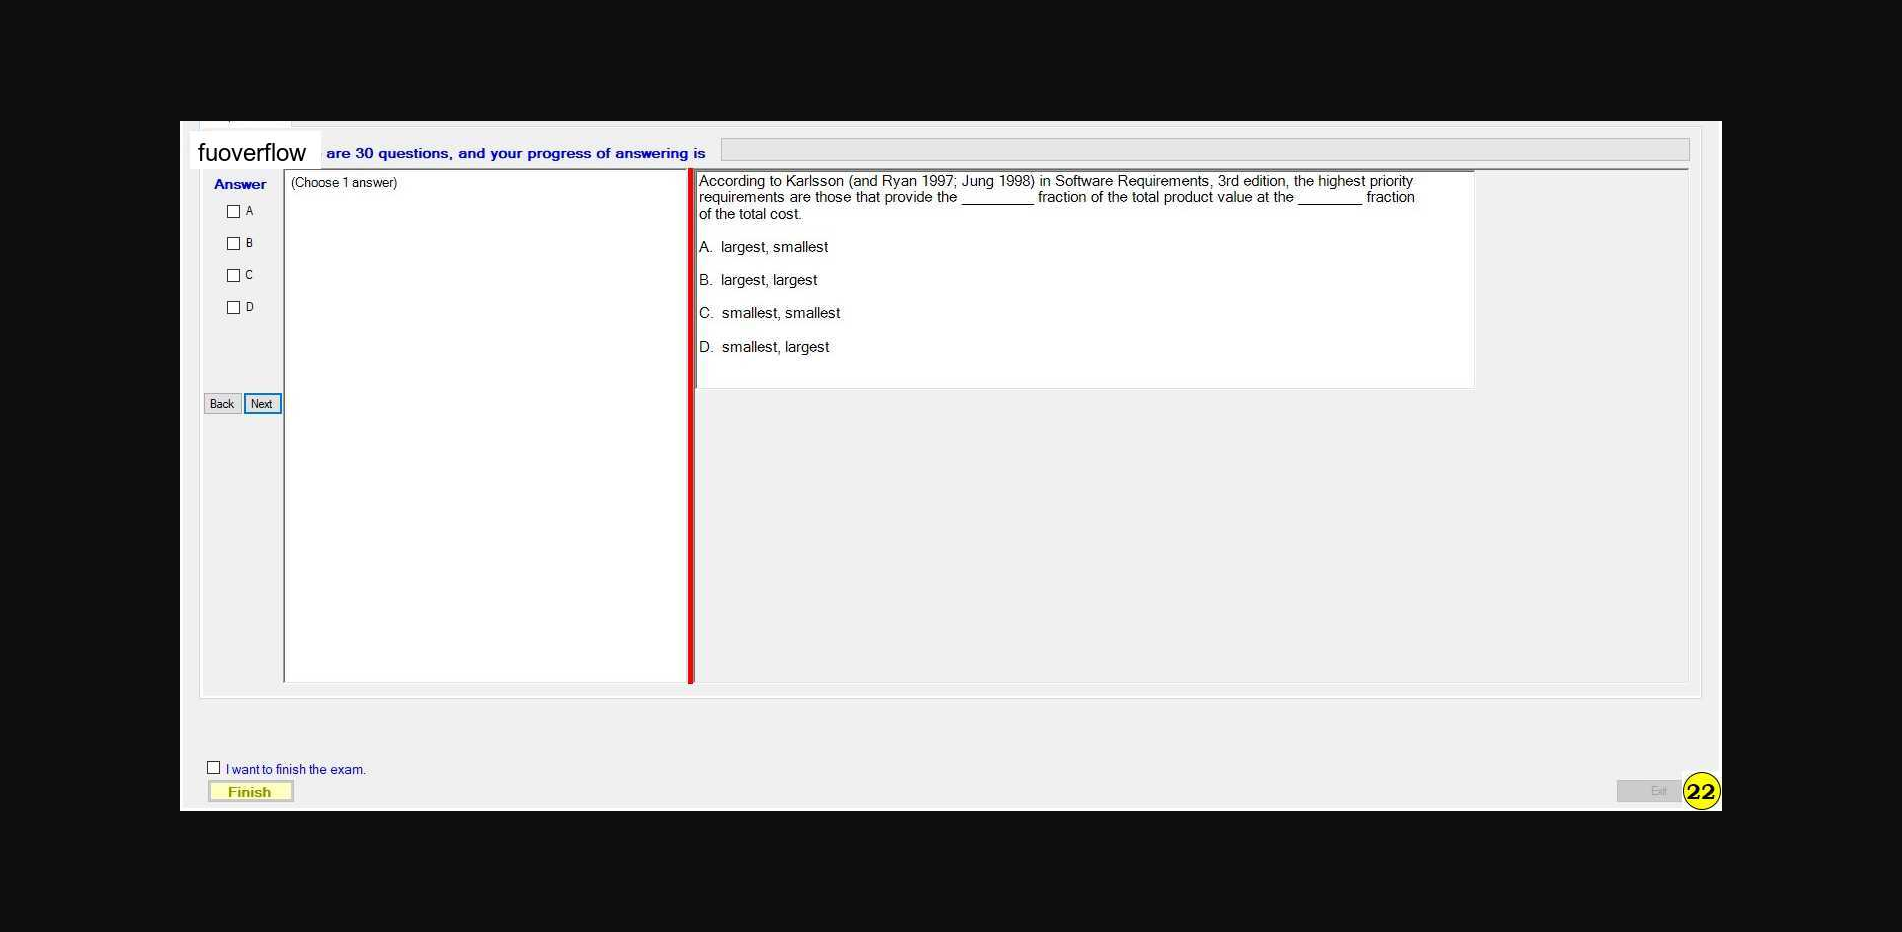 fuoverflow are 30 questions, and your progress of answering is
Answer
(Choose 1 answer)
A
B
C
D
Back Next
According to Karlsson (and Ryan 1997; Jung 1998) in Software Requirements, 3rd edition, the highest priority
requirements are those that provide the _________ fraction of the total product value at the ________ fraction
of the total cost.
A. largest, smallest
B. largest, largest
C. smallest, smallest
D. smallest, largest
I want to finish the exam.
Finish
Exit
22